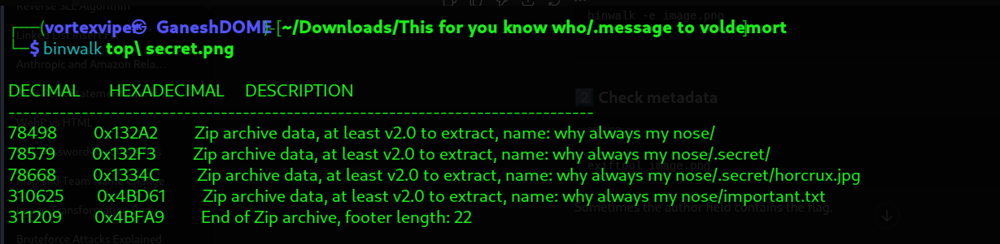 Reverse SLL Algorithm
binwalk -e image.png
┌──(vortexviper㉿GaneshDOME)-[~/Downloads/This for you know who/.message to voldemort]
└─$ binwalk top\ secret.png
Anthropic and Amazon Rela...
DECIMAL HEXADECIMAL DESCRIPTION
2 Check metadata
--------------------------------------------------------------------------------
WebP vs HTML
78498 0x132A2 Zip archive data, at least v2.0 to extract, name: why always my nose/
78579 0x132F3 Zip archive data, at least v2.0 to extract, name: why always my nose/.secret/
exiftool image.png
78668 0x1334C Zip archive data, at least v2.0 to extract, name: why always my nose/.secret/horcrux.jpg
310625 0x4BD61 Zip archive data, at least v2.0 to extract, name: why always my nose/important.txt
Sometimes the author field contains the flag.
311209 0x4BFA9 End of Zip archive, footer length: 22
Bruteforce Attacks Explained